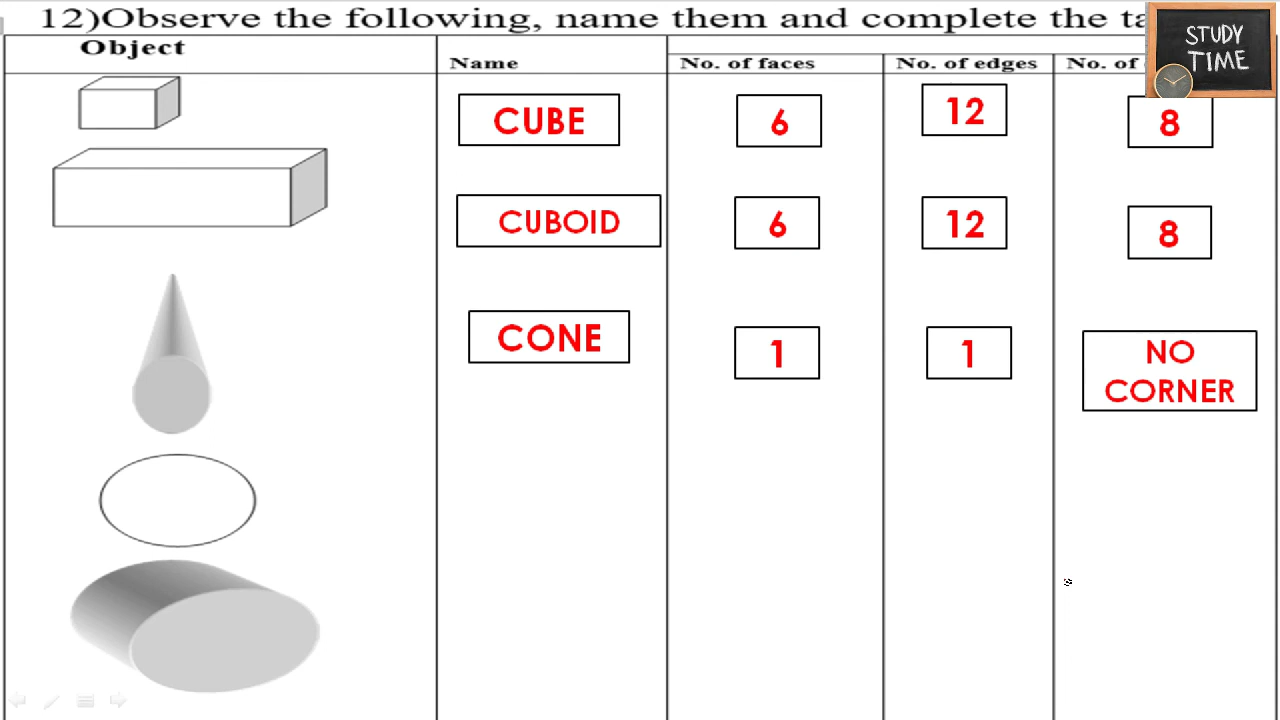 12)Observe the following, name them and complete the
STUDY
TIME
Object
Name
No. of faces
No. of edges
No. of
CUBE
6
12
8
CUBOID
6
12
8
CONE
1
1
NO
CORNER